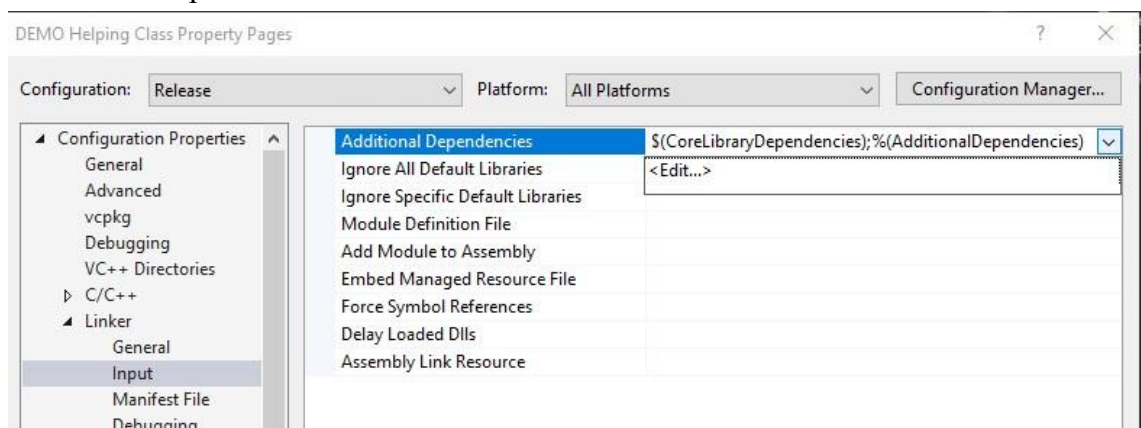 DEMO Helping Class Property Pages ? ×
Configuration: Release Platform: All Platforms Configuration Manager...
Configuration Properties
General
Advanced
vcpkg
Debugging
VC++ Directories
C/C++
Linker
General
Input
Manifest File
Debugging
Additional Dependencies $(CoreLibraryDependencies);%(AdditionalDependencies)
<Edit...>
Ignore All Default Libraries
Ignore Specific Default Libraries
Module Definition File
Add Module to Assembly
Embed Managed Resource File
Force Symbol References
Delay Loaded Dlls
Assembly Link Resource